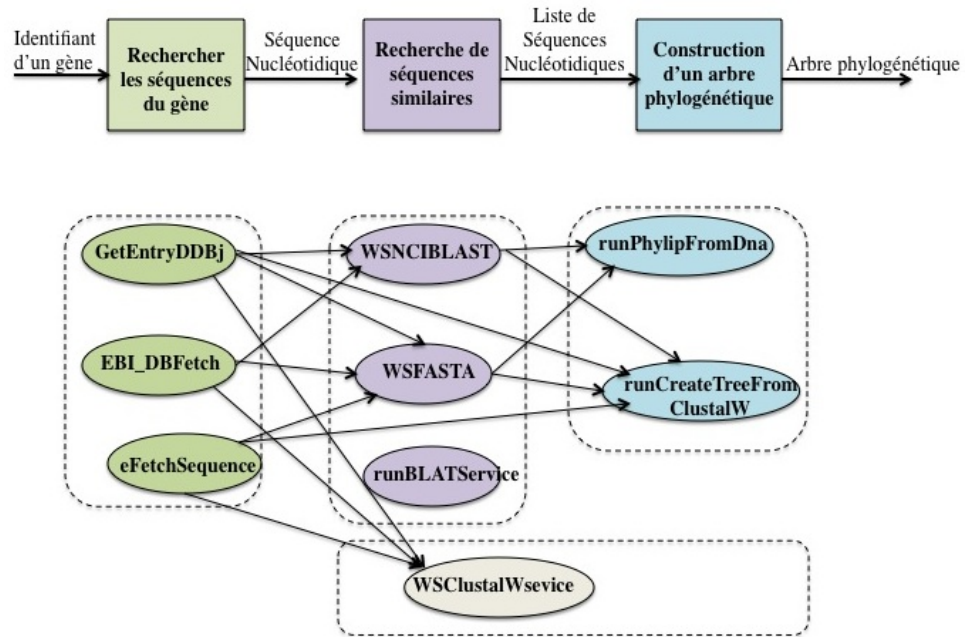 Identifiant
d'un gène
Rechercher
les séquences
du gène
Séquence
Nucléotidique
Recherche de
séquences
similaires
Liste de
Séquences
Nucléotidiques
Construction
d'un arbre
phylogénétique
Arbre phylogénétique
GetEntryDDBj
WSNCIBLAST
runPhylipFromDna
EBI_DBFetch
WSFASTA
runCreateTreeFrom
ClustalW
eFetchSequence
runBLATService
WSClustalWsevice